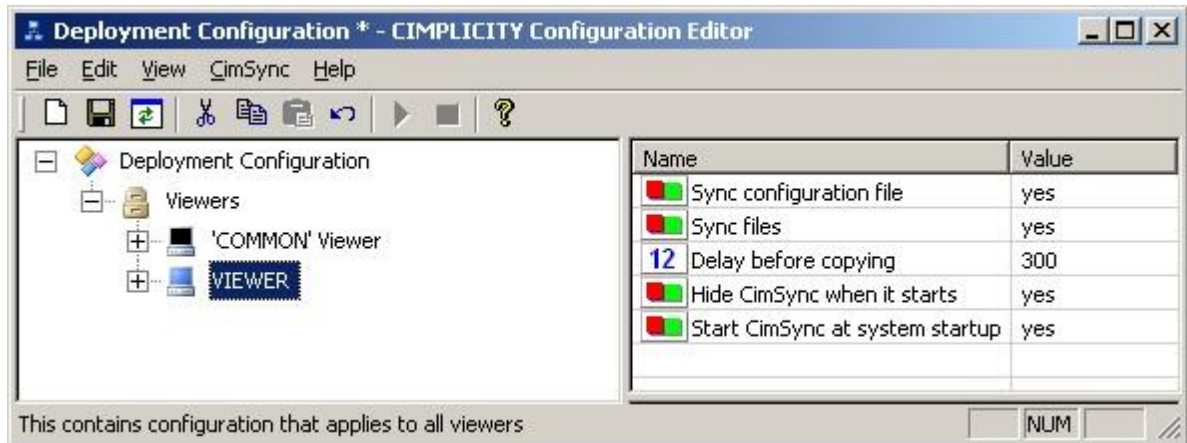 Deployment Configuration * - CIMPLICITY Configuration Editor
File Edit View CimSync Help
Deployment Configuration
Viewers
'COMMON' Viewer
VIEWER
Name Value
Sync configuration file yes
Sync files yes
12 Delay before copying 300
Hide CimSync when it starts yes
Start CimSync at system startup yes
This contains configuration that applies to all viewers NUM